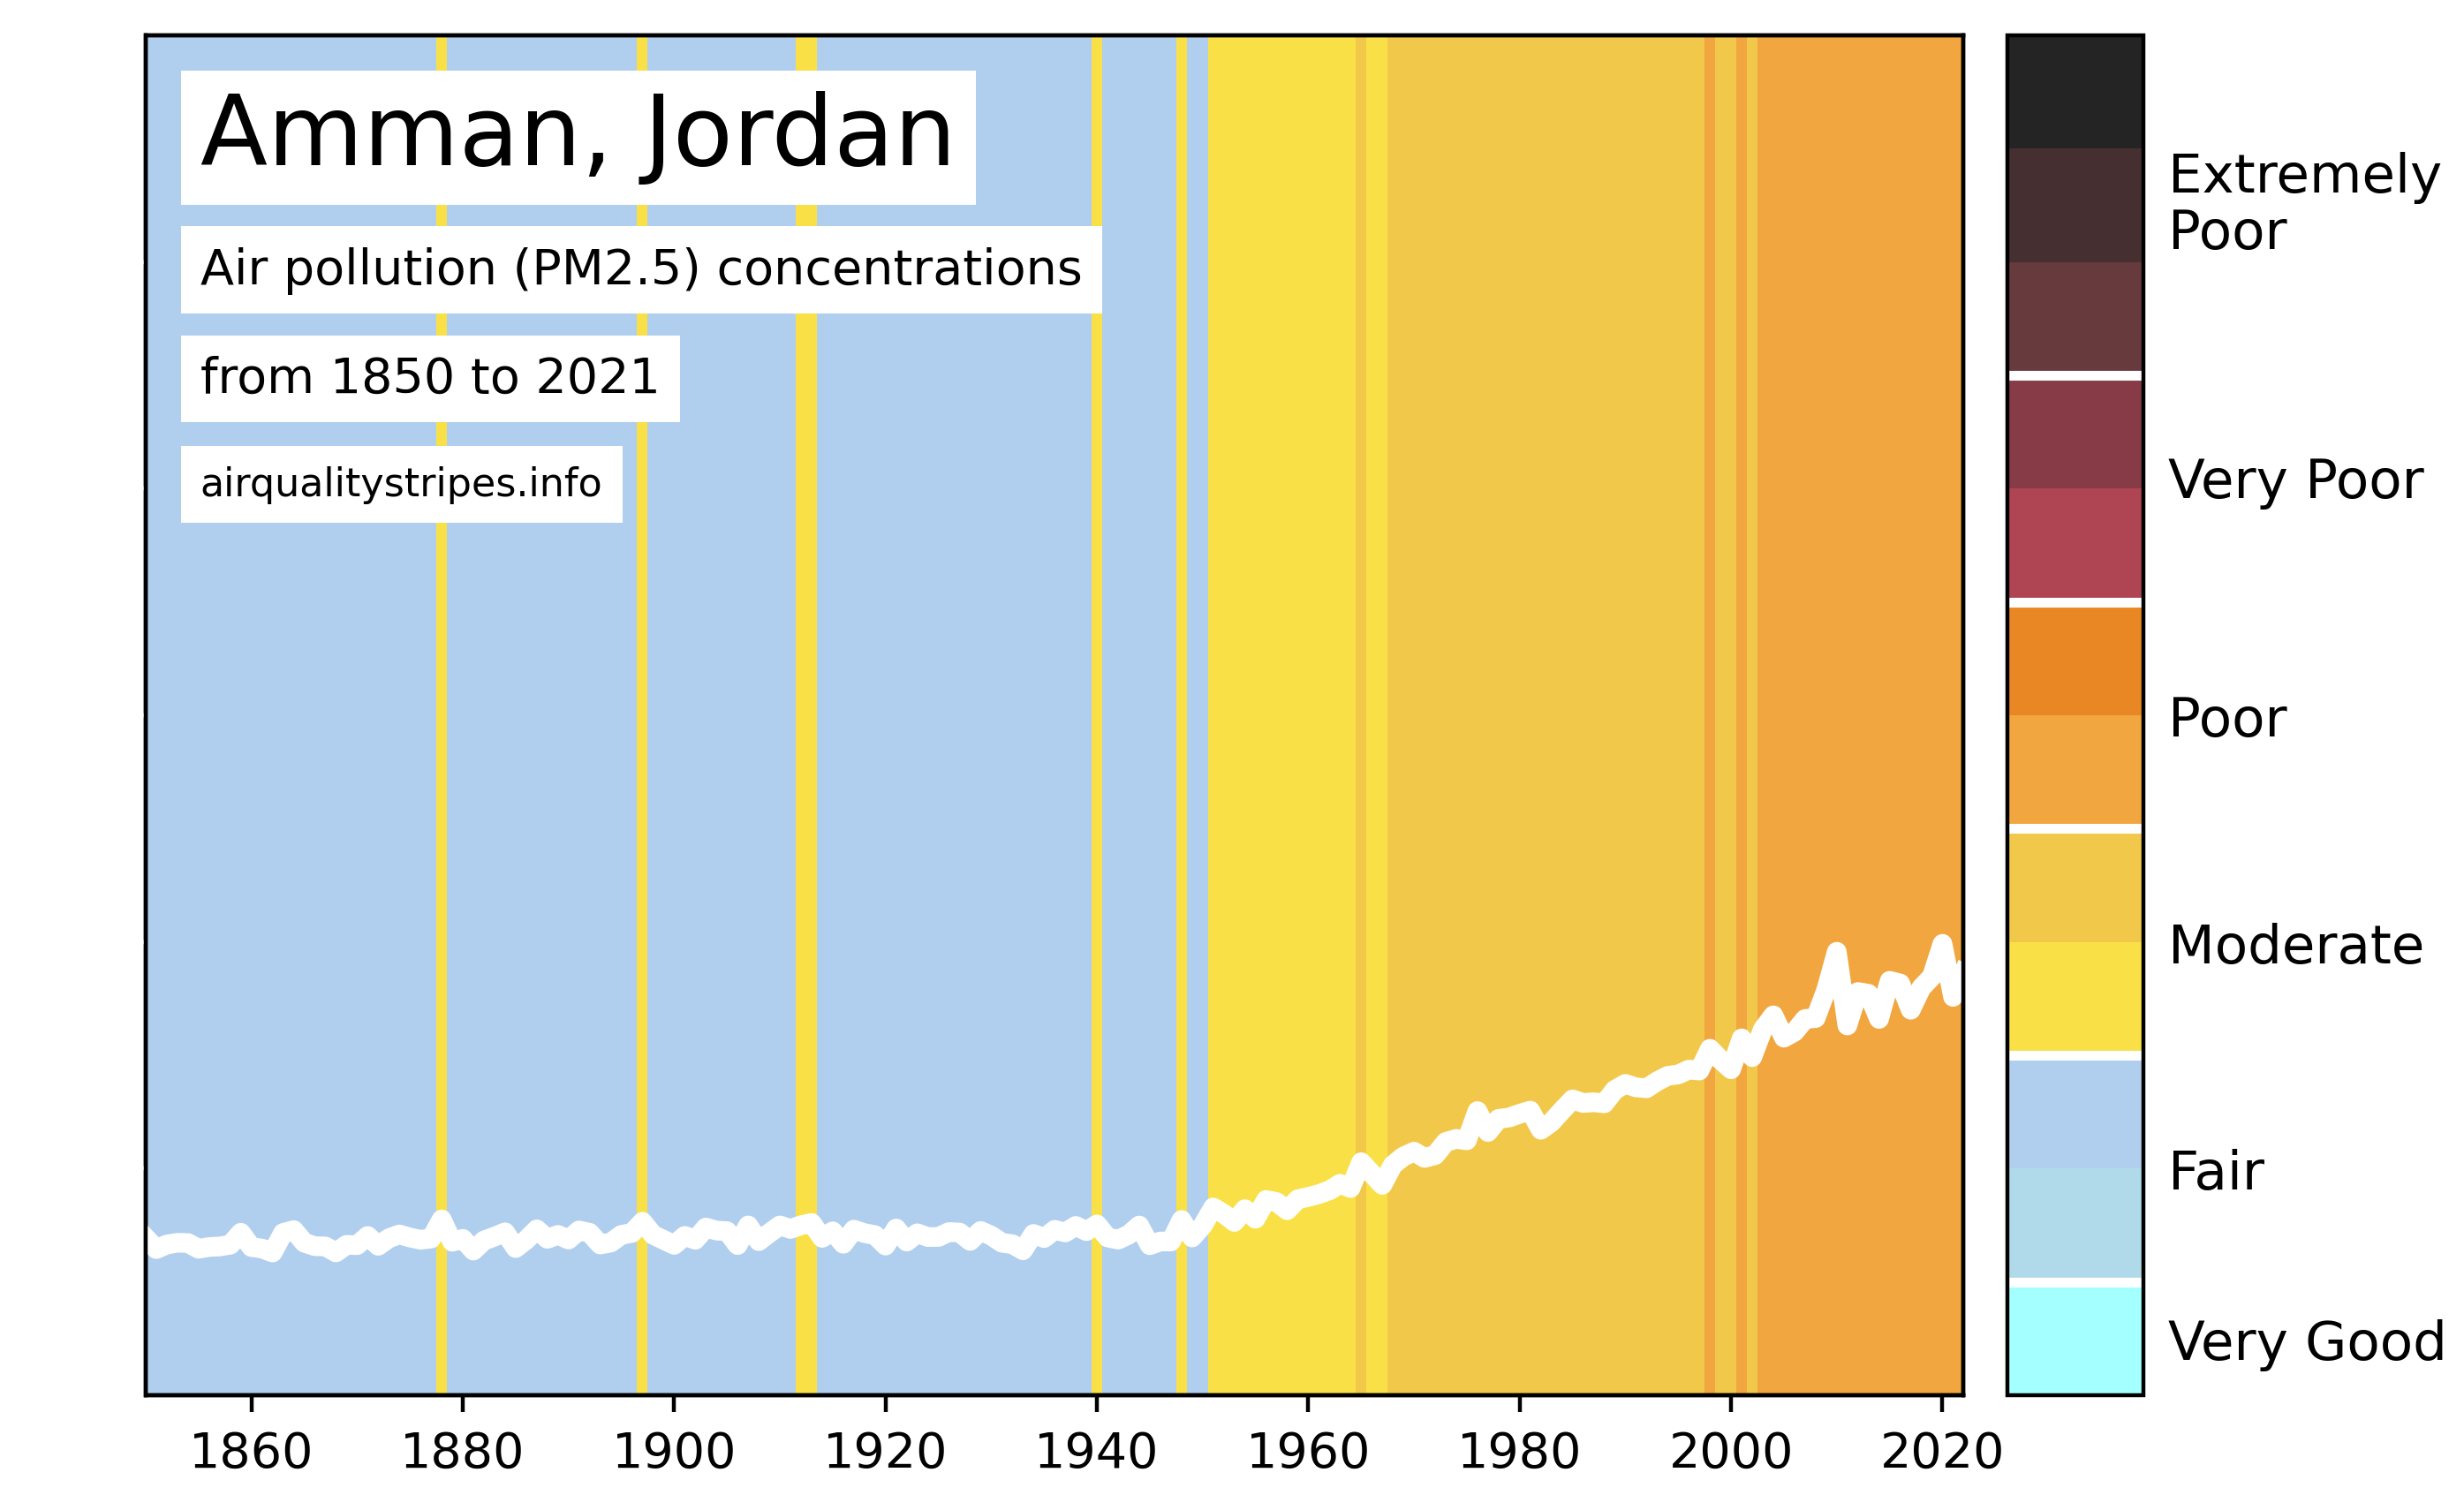 Amman, Jordan
Air pollution (PM2.5) concentrations
from 1850 to 2021
airqualitystripes.info
Extremely
Poor
Very Poor
Poor
Moderate
Fair
Very Good
1860 1880 1900 1920 1940 1960 1980 2000 2020